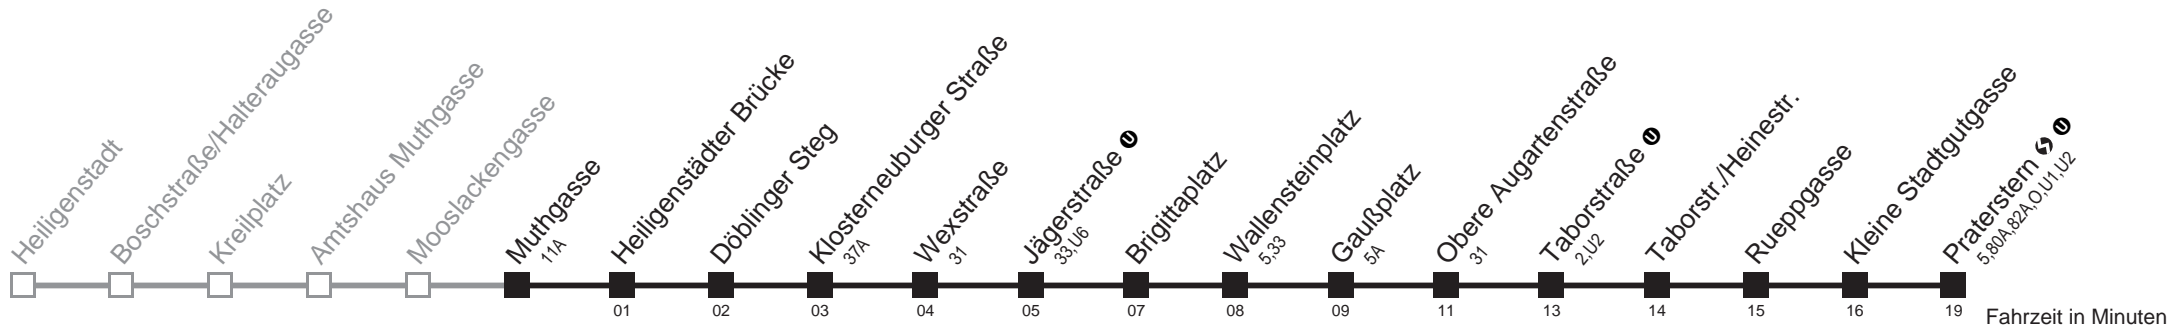 Heiligenstadt
Boschstraße/Halteraugasse
Kreilplatz
Amtshaus Muthgasse
Mooslackengasse
Muthgasse
11A
Heiligenstädter Brücke
Döblinger Steg
Klosterneuburger Straße
37A
Wexstraße
31
Jägerstraße U
33,U6
Brigittaplatz
Wallensteinplatz
5,33
Gaußplatz
5A
Obere Augartenstraße
31
Taborstraße U
2,U2
Taborstr./Heinestr.
Rueppgasse
Kleine Stadtgutgasse
Praterstern S U
5,80A,82A,O,U1,U2
01 02 03 04 05 07 08 09 11 13 14 15 16 19 Fahrzeit in Minuten